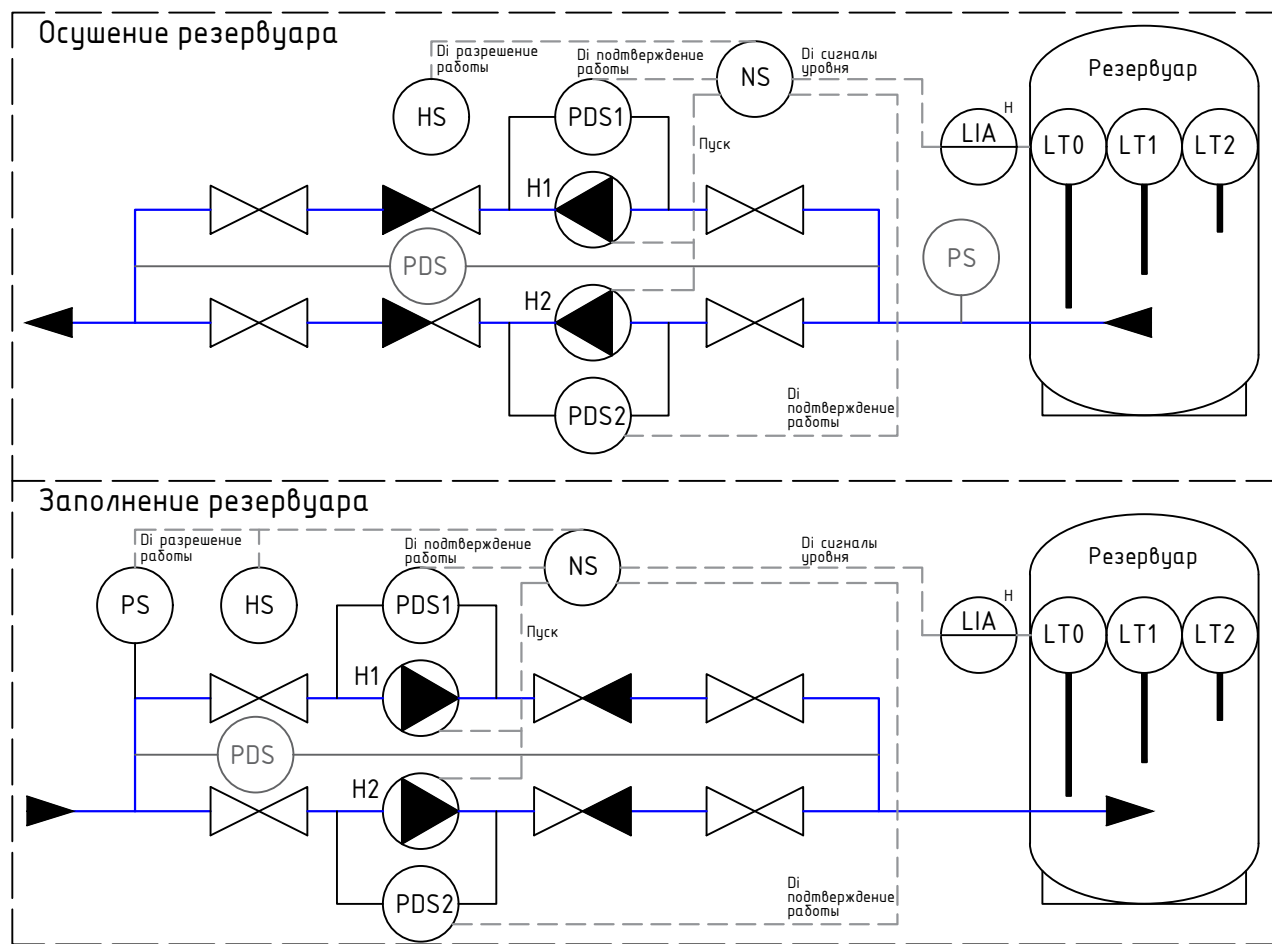 Осушение резервуара
Di разрешение
работы
Di подтверждение
работы
NS
Di сигналы
уровня
Резервуар
HS
PDS1
H
LIA
LT0
LT1
LT2
Пуск
H1
PDS
PS
H2
PDS2
Di
подтверждение
работы
Заполнение резервуара
Di разрешение
работы
Di подтверждение
работы
NS
Di сигналы
уровня
Резервуар
PS
HS
PDS1
H
LIA
LT0
LT1
LT2
Пуск
H1
PDS
H2
PDS2
Di
подтверждение
работы